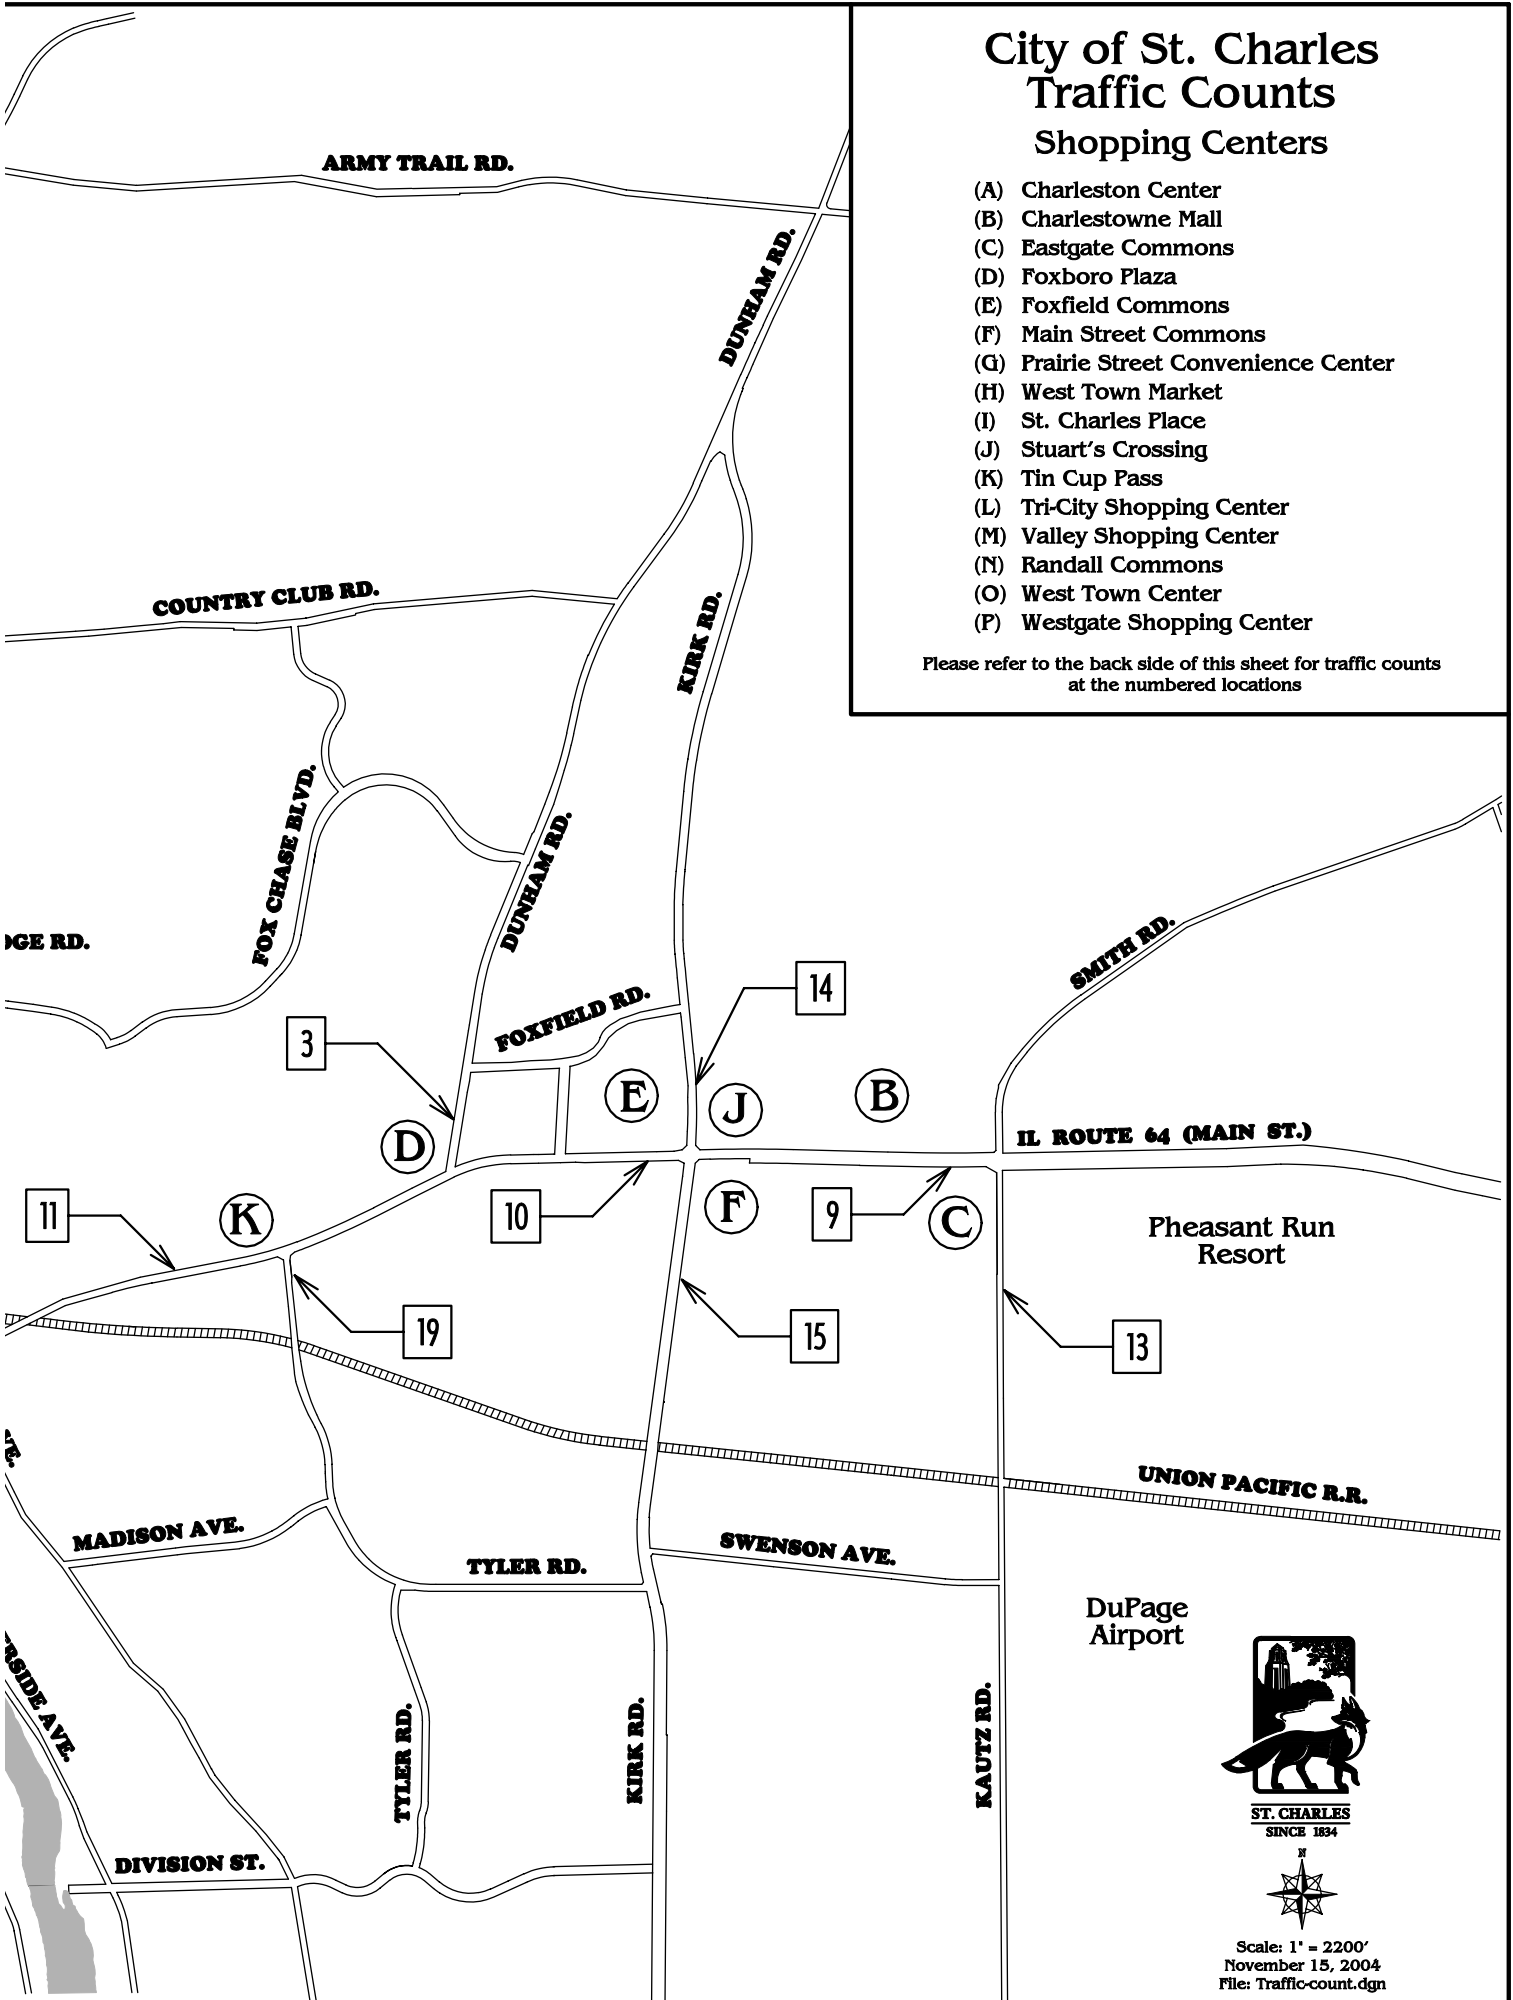 City of St. Charles
Traffic Counts
Shopping Centers
(A) Charleston Center
(B) Charlestowne Mall
(C) Eastgate Commons
(D) Foxboro Plaza
(E) Foxfield Commons
(F) Main Street Commons
(G) Prairie Street Convenience Center
(H) West Town Market
(I) St. Charles Place
(J) Stuart's Crossing
(K) Tin Cup Pass
(L) Tri-City Shopping Center
(M) Valley Shopping Center
(N) Randall Commons
(O) West Town Center
(P) Westgate Shopping Center
Please refer to the back side of this sheet for traffic counts
at the numbered locations
ARMY TRAIL RD.
DUNHAM RD.
COUNTRY CLUB RD.
KIRK RD.
FOX CHASE BLVD.
DUNHAM RD.
DGE RD.
SMITH RD.
FOXFIELD RD.
14
3
E
J
B
D
IL ROUTE 64 (MAIN ST.)
11
K
10
F
9
C
Pheasant Run
Resort
19
15
13
VE.
UNION PACIFIC R.R.
MADISON AVE.
TYLER RD.
SWENSON AVE.
DuPage
Airport
ERSIDE AVE.
TYLER RD.
KIRK RD.
KAUTZ RD.
ST. CHARLES
SINCE 1834
DIVISION ST.
N
Scale: 1" = 2200'
November 15, 2004
File: Traffic-count.dgn